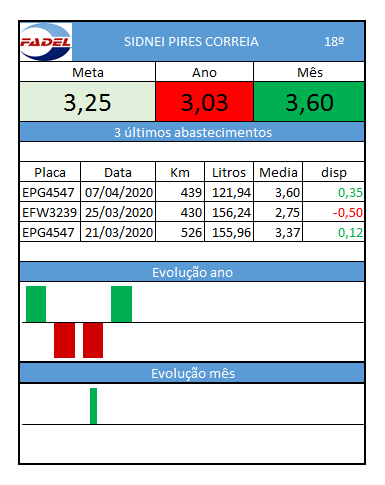 FADEL
SIDNEI PIRES CORREIA 18º
Meta Ano Mês
3,25 3,03 3,60
3 últimos abastecimentos
Placa Data Km Litros Media disp
EPG4547 07/04/2020 439 121,94 3,60 0,35
EFW3239 25/03/2020 430 156,24 2,75 -0,50
EPG4547 21/03/2020 526 155,96 3,37 0,12
Evolução ano
Evolução mês